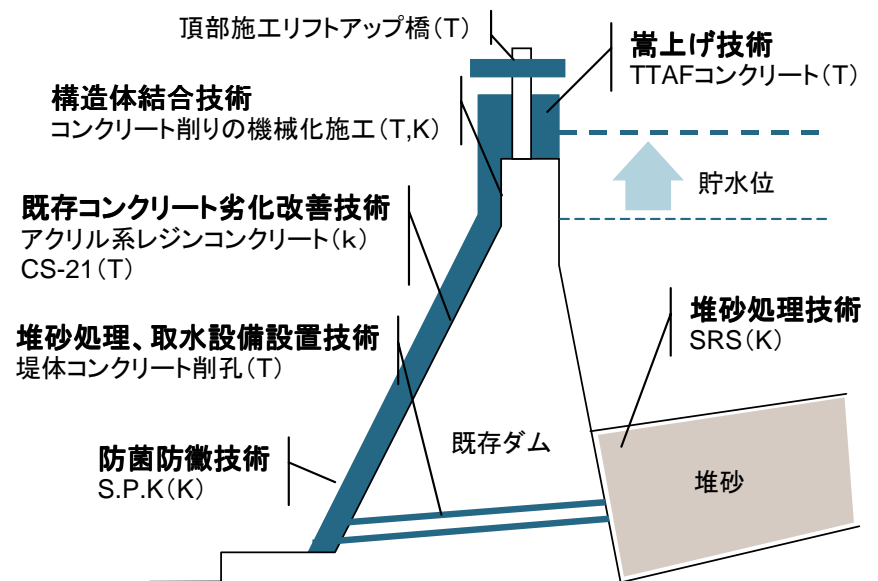 頂部施工リフトアップ橋(T)
嵩上げ技術
TTAFコンクリート(T)
構造体結合技術
コンクリート削りの機械化施工(T,K)
貯水位
既存コンクリート劣化改善技術
アクリル系レジンコンクリート(k)
CS-21(T)
堆砂処理技術
SRS(K)
堆砂処理、取水設備設置技術
堤体コンクリート削孔(T)
既存ダム
防菌防黴技術
S.P.K(K)
堆砂